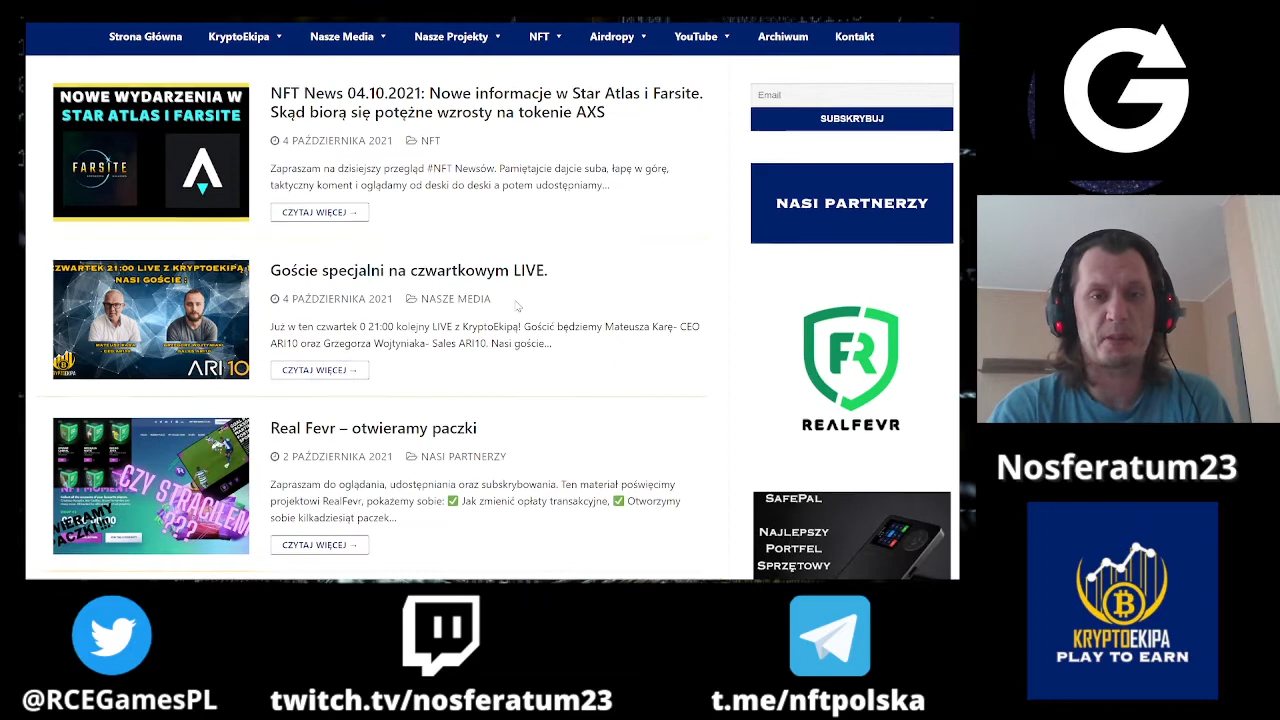 Strona Główna KryptoEkipa Nasze Media Nasze Projekty NFT Airdropy YouTube Archiwum Kontakt
NOWE WYDARZENIA W
STAR ATLAS I FARSITE
FARSITE
NFT News 04.10.2021: Nowe informacje w Star Atlas i Farsite.
Skąd biorą się potężne wzrosty na tokenie AXS
4 PAŹDZIERNIKA 2021 NFT
Zapraszam na dzisiejszy przegląd #NFT Newsów. Pamiętajcie dajcie suba, łapę w górę,
taktyczny koment i oglądamy od deski do deski a potem udostępniamy…
CZYTAJ WIĘCEJ →
CZWARTEK 21:00 LIVE Z KRYPTOEKIPĄ
NASI GOŚCIE :
MATEUSZ KARA
GRZEGORZ WOJTYNIAK
KRYPTOEKIPA
ARI10
Goście specjalni na czwartkowym LIVE.
4 PAŹDZIERNIKA 2021 NASZE MEDIA
Już w ten czwartek 0 21:00 kolejny LIVE z KryptoEkipą! Gościć będziemy Mateusza Karę- CEO
ARI10 oraz Grzegorza Wojtyniaka- Sales ARI10. Nasi goście…
CZYTAJ WIĘCEJ →
CZY STRACIŁEM
???
Real Fevr – otwieramy paczki
2 PAŹDZIERNIKA 2021 NASI PARTNERZY
Zapraszam do oglądania, udostępniania oraz subskrybowania. Ten materiał poświęcimy
projektowi RealFevr, pokazemy sobie: ✅ Jak zmienić opłaty transakcyjne, ✅ Otworzymy
sobie kilkadziesiąt paczek…
CZYTAJ WIĘCEJ →
Email
SUBSKRYBUJ
NASI PARTNERZY
FR
REALFEVR
SAFEPAL
NAJLEPSZY
PORTFEL
SPRZĘTOWY
Nosferatum23
KRYPTOEKIPA
PLAY TO EARN
@RCEGamesPL
twitch.tv/nosferatum23
t.me/nftpolska